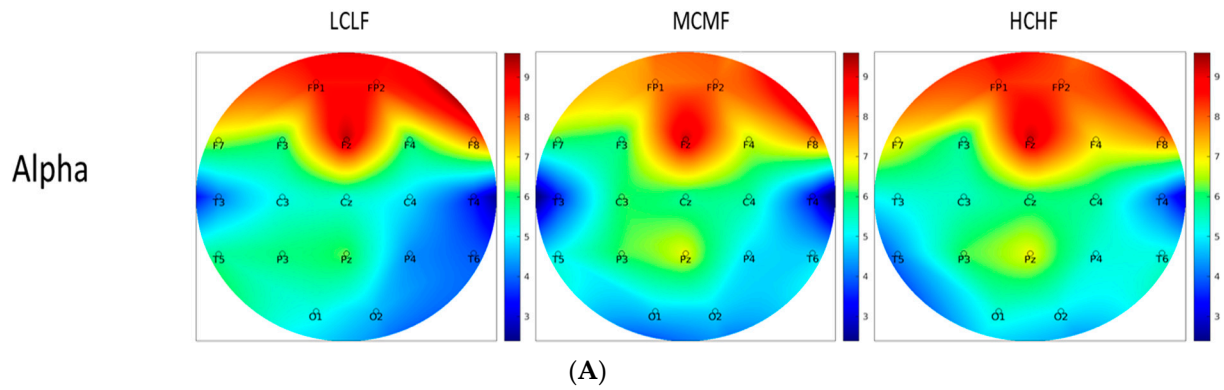 LCLF MCMF HCHF
Alpha
FP1 FP2 FP1 FP2 FP1 FP2
F7 F3 Fz F4 F8 F7 F3 Fz F4 F8 F7 F3 Fz F4 F8
T3 C3 Cz C4 T4 T3 C3 Cz C4 T4 T3 C3 Cz C4 T4
T5 P3 Pz P4 T6 T5 P3 Pz P4 T6 T5 P3 Pz P4 T6
O1 O2 O1 O2 O1 O2
9 9 9
8 8 8
7 7 7
6 6 6
5 5 5
4 4 4
3 3 3
(A)